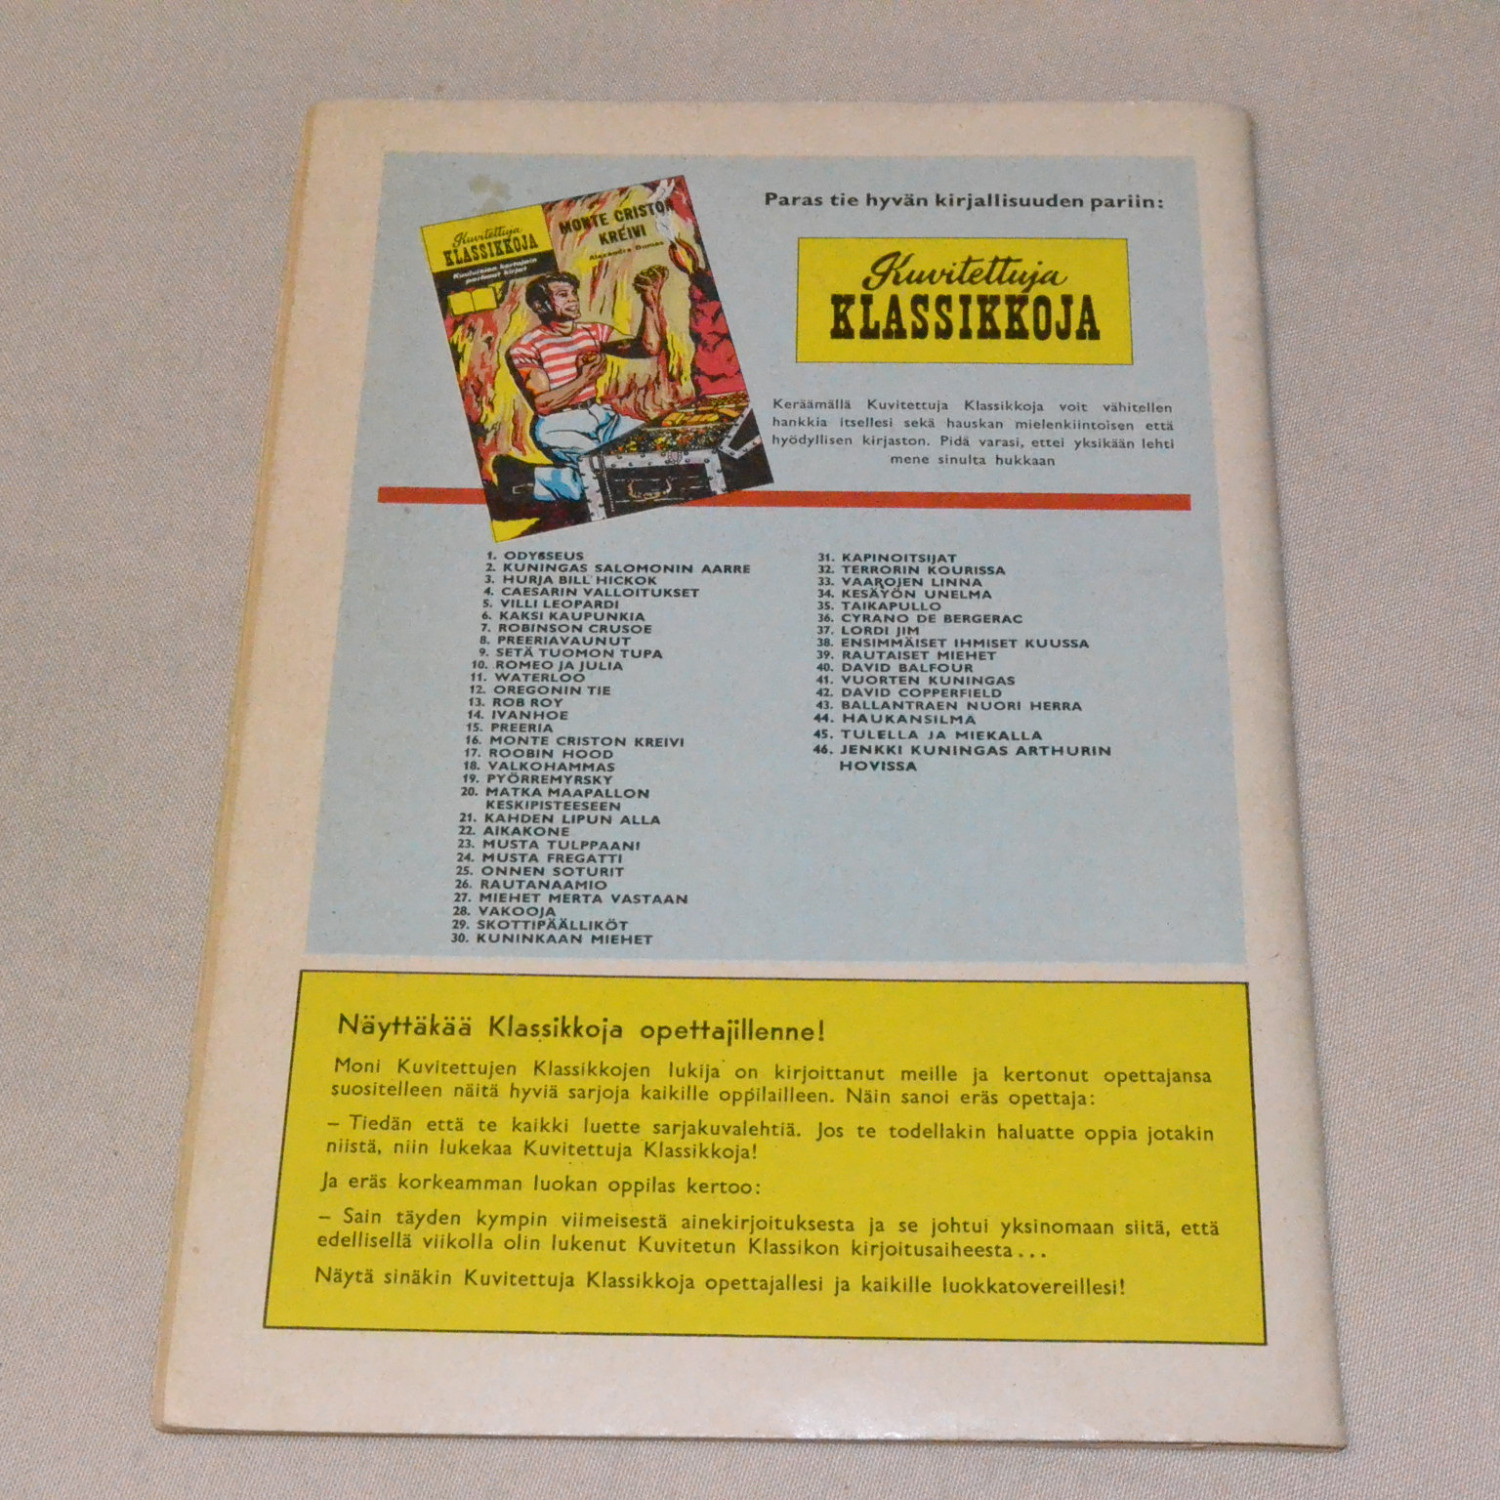 Paras tie hyvän kirjallisuuden pariin:
Kuvitettuja
KLASSIKKOJA
Kuvitettuja
KLASSIKKOJA
Kuuluisien kertojain
parhaat kirjat
MONTE CRISTON
KREIVI
Alexandre Dumas
Keräämällä Kuvitettuja Klassikkoja voit vähitellen
hankkia itsellesi sekä hauskan mielenkiintoisen että
hyödyllisen kirjaston. Pidä varasi, ettei yksikään lehti
mene sinulta hukkaan
1. ODYSSEUS
2. KUNINGAS SALOMONIN AARRE
3. HURJA BILL HICKOK
4. CAESARIN VALLOITUKSET
5. VILLI LEOPARDI
6. KAKSI KAUPUNKIA
7. ROBINSON CRUSOE
8. PREERIAVAUNUT
9. SETÄ TUOMON TUPA
10. ROMEO JA JULIA
11. WATERLOO
12. OREGONIN TIE
13. ROB ROY
14. IVANHOE
15. PREERIA
16. MONTE CRISTON KREIVI
17. ROOBIN HOOD
18. VALKOHAMMAS
19. PYÖRREMYRSKY
20. MATKA MAAPALLON
KESKIPISTEESEEN
21. KAHDEN LIPUN ALLA
22. AIKAKONE
23. MUSTA TULPPAANI
24. MUSTA FREGATTI
25. ONNEN SOTURIT
26. RAUTANAAMIO
27. MIEHET MERTA VASTAAN
28. VAKOOJA
29. SKOTTIPÄÄLLIKÖT
30. KUNINKAAN MIEHET
31. KAPINOITSIJAT
32. TERRORIN KOURISSA
33. VAAROJEN LINNA
34. KESÄYÖN UNELMA
35. TAIKAPULLO
36. CYRANO DE BERGERAC
37. LORDI JIM
38. ENSIMMÄISET IHMISET KUUSSA
39. RAUTAISET MIEHET
40. DAVID BALFOUR
41. VUORTEN KUNINGAS
42. DAVID COPPERFIELD
43. BALLANTRAEN NUORI HERRA
44. HAUKANSILMA
45. TULELLA JA MIEKALLA
46. JENKKI KUNINGAS ARTHURIN
HOVISSA
Näyttäkää Klassikkoja opettajillenne!
Moni Kuvitettujen Klassikkojen lukija on kirjoittanut meille ja kertonut opettajansa
suositelleen näitä hyviä sarjoja kaikille oppilailleen. Näin sanoi eräs opettaja:
– Tiedän että te kaikki luette sarjakuvalehtiä. Jos te todellakin haluatte oppia jotakin
niistä, niin lukekaa Kuvitettuja Klassikkoja!
Ja eräs korkeamman luokan oppilas kertoo:
– Sain täyden kympin viimeisestä ainekirjoituksesta ja se johtui yksinomaan siitä, että
edellisellä viikolla olin lukenut Kuvitetun Klassikon kirjoitusaiheesta...
Näytä sinäkin Kuvitettuja Klassikkoja opettajallesi ja kaikille luokkatovereillesi!